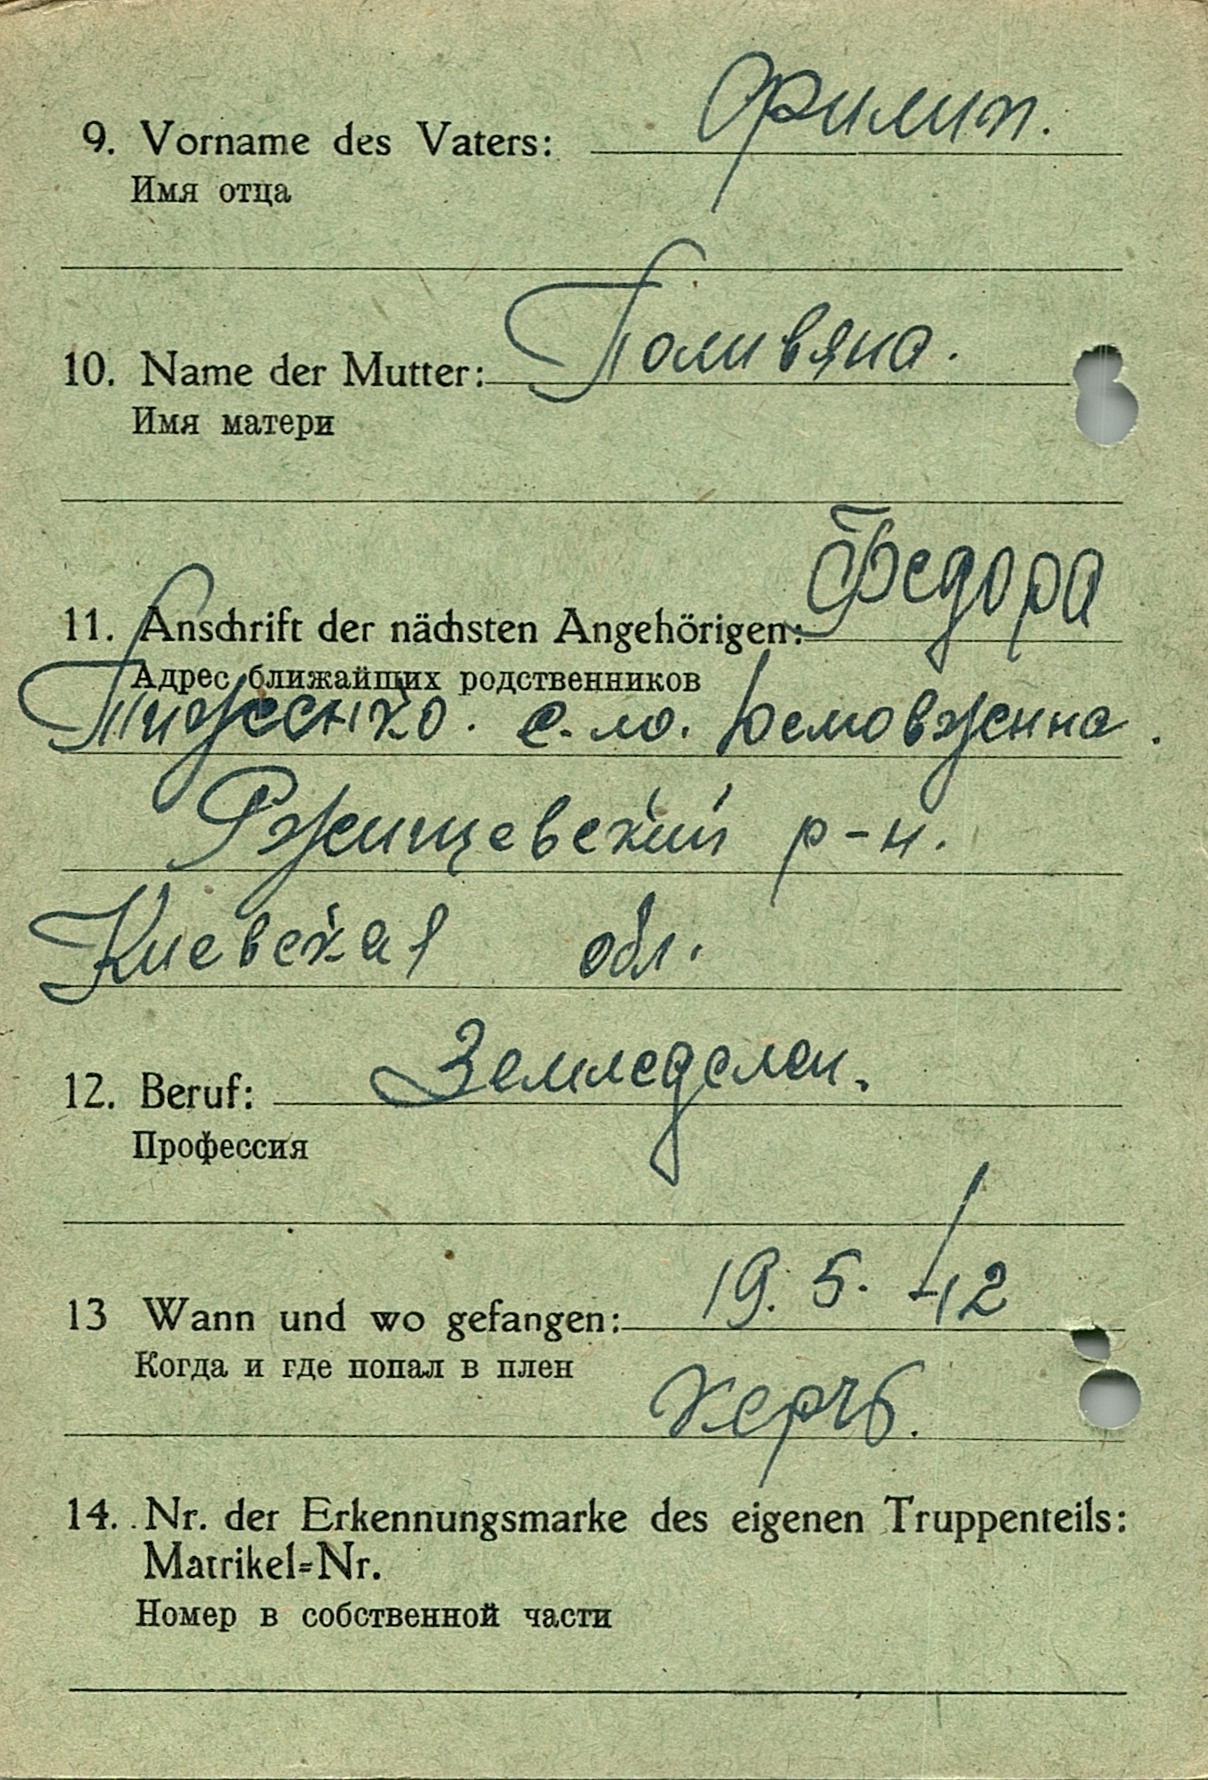 9. Vorname des Vaters: Филип.
Имя отца
10. Name der Mutter: Поливяна.
Имя матери
Федора
11. Anschrift der nächsten Angehörigen:
Адрес ближайших родственников
с. Юшовженна.
Ржищевский р-н.
Киевская обл.
12. Beruf: Земледелец.
Профессия
19.5.42
13 Wann und wo gefangen:
Когда и где попал в плен
Керчь.
14. Nr. der Erkennungsmarke des eigenen Truppenteils:
Matrikel=Nr.
Номер в собственной части